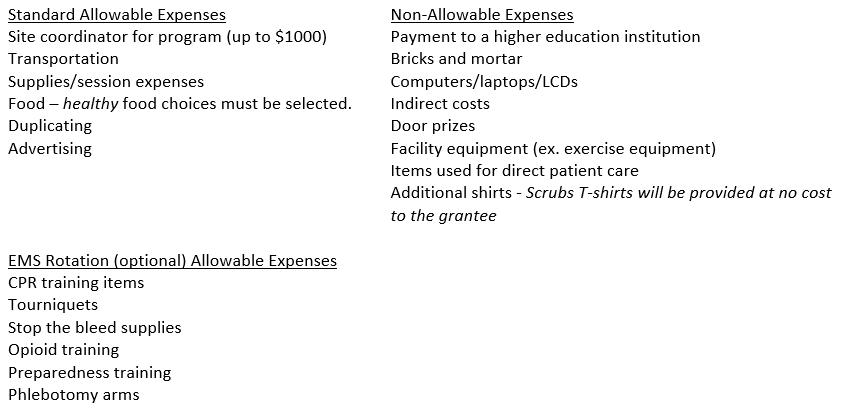 Standard Allowable Expenses
Site coordinator for program (up to $1000)
Transportation
Supplies/session expenses
Food – healthy food choices must be selected.
Duplicating
Advertising
Non-Allowable Expenses
Payment to a higher education institution
Bricks and mortar
Computers/laptops/LCDs
Indirect costs
Door prizes
Facility equipment (ex. exercise equipment)
Items used for direct patient care
Additional shirts - Scrubs T-shirts will be provided at no cost
to the grantee
EMS Rotation (optional) Allowable Expenses
CPR training items
Tourniquets
Stop the bleed supplies
Opioid training
Preparedness training
Phlebotomy arms